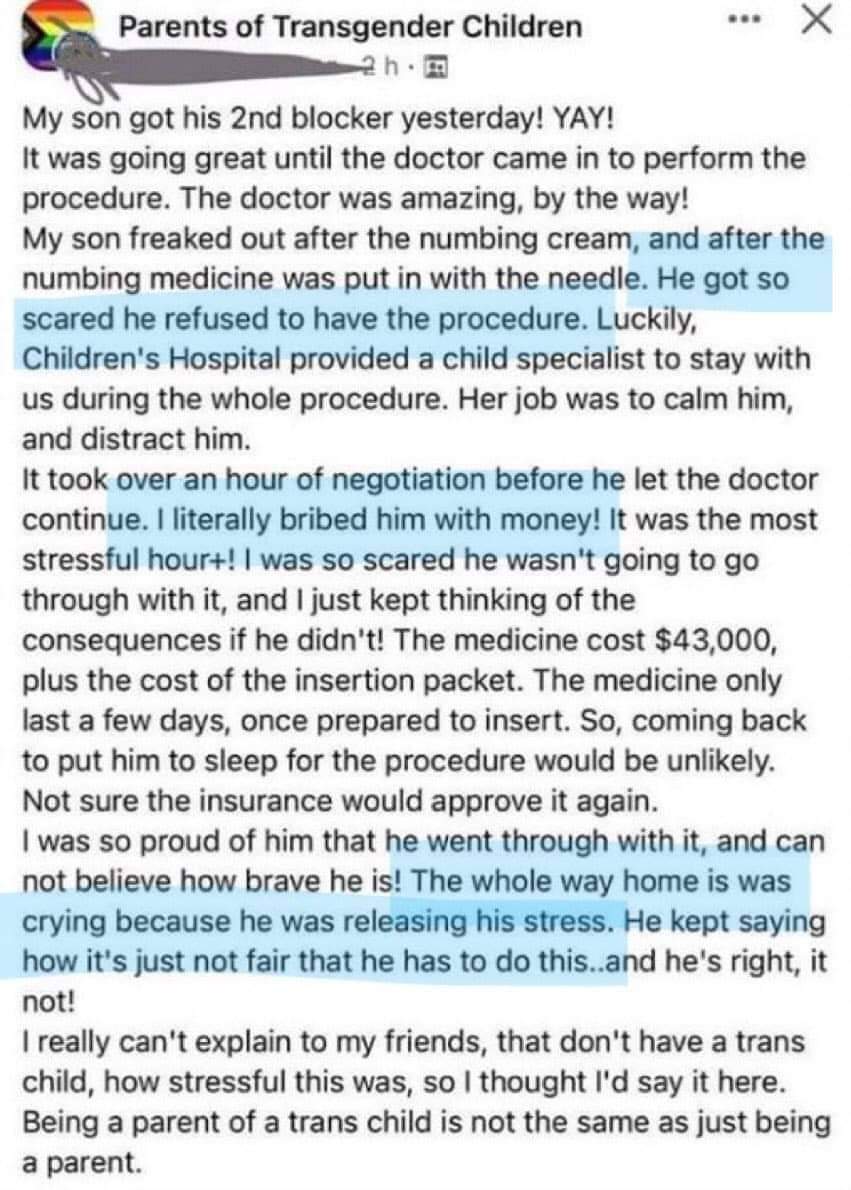 Parents of Transgender Children
2 h ·
My son got his 2nd blocker yesterday! YAY!
It was going great until the doctor came in to perform the
procedure. The doctor was amazing, by the way!
My son freaked out after the numbing cream, and after the
numbing medicine was put in with the needle. He got so
scared he refused to have the procedure. Luckily,
Children's Hospital provided a child specialist to stay with
us during the whole procedure. Her job was to calm him,
and distract him.
It took over an hour of negotiation before he let the doctor
continue. I literally bribed him with money! It was the most
stressful hour+! I was so scared he wasn't going to go
through with it, and I just kept thinking of the
consequences if he didn't! The medicine cost $43,000,
plus the cost of the insertion packet. The medicine only
last a few days, once prepared to insert. So, coming back
to put him to sleep for the procedure would be unlikely.
Not sure the insurance would approve it again.
I was so proud of him that he went through with it, and can
not believe how brave he is! The whole way home is was
crying because he was releasing his stress. He kept saying
how it's just not fair that he has to do this..and he's right, it
not!
I really can't explain to my friends, that don't have a trans
child, how stressful this was, so I thought I'd say it here.
Being a parent of a trans child is not the same as just being
a parent.